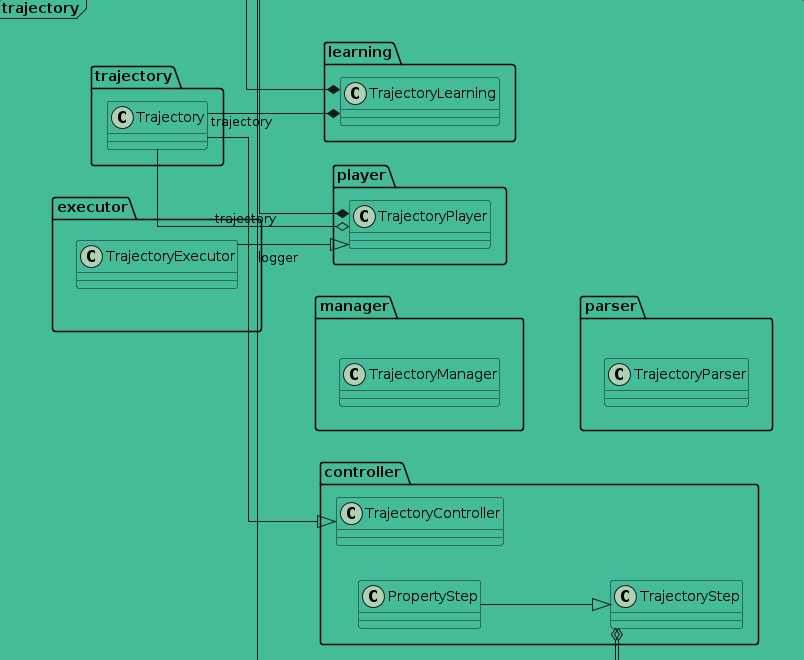 trajectory
learning
C TrajectoryLearning
trajectory
C Trajectory
trajectory
player
C TrajectoryPlayer
trajectory
executor
C TrajectoryExecutor
logger
manager
C TrajectoryManager
parser
C TrajectoryParser
controller
C TrajectoryController
C PropertyStep
C TrajectoryStep